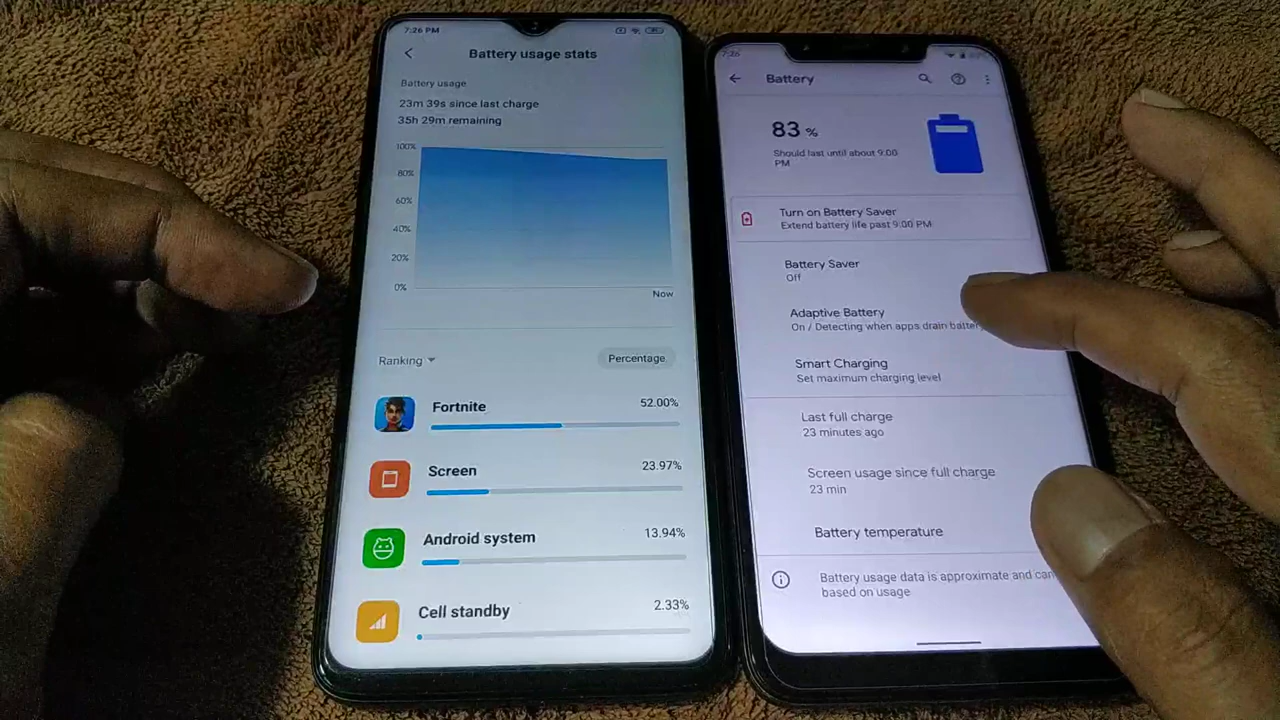 7:26 PM
Battery usage stats
Battery usage
23m 39s since last charge
35h 29m remaining
100%
80%
60%
40%
20%
0%
Now
Ranking
Percentage
Fortnite
52.00%
Screen
23.97%
Android system
13.94%
Cell standby
2.33%
7:26
Battery
83 %
Should last until about 9:00
PM
Turn on Battery Saver
Extend battery life past 9:00 PM
Battery Saver
Off
Adaptive Battery
On / Detecting when apps drain battery
Smart Charging
Set maximum charging level
Last full charge
23 minutes ago
Screen usage since full charge
23 min
Battery temperature
Battery usage data is approximate and can
based on usage